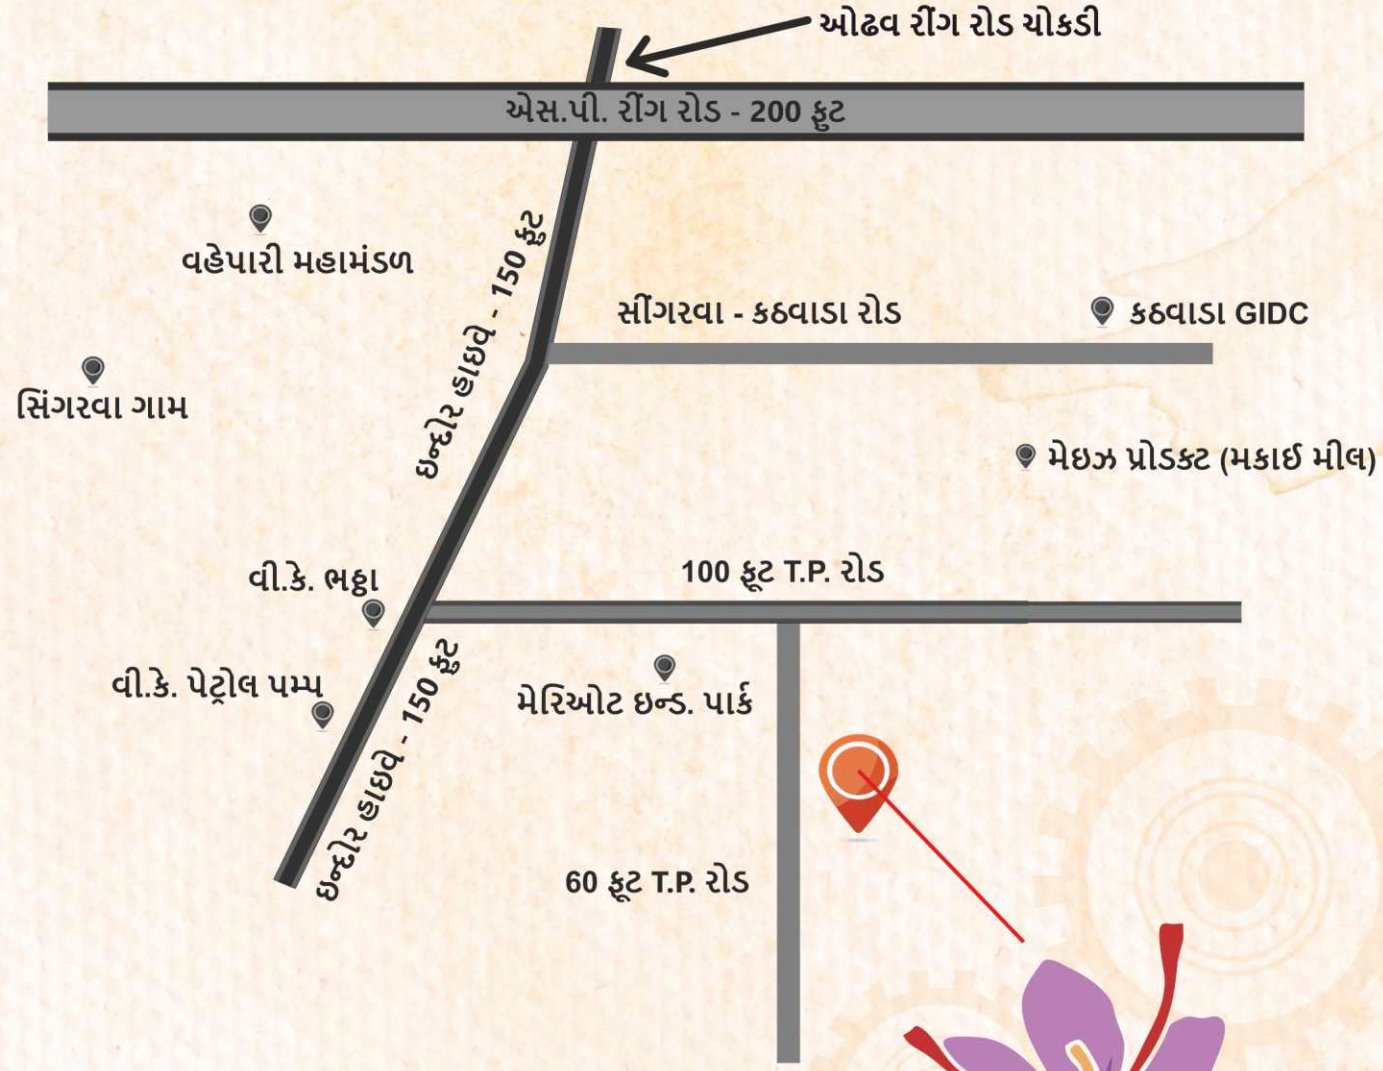 ઓઢવ રીંગ રોડ ચોકડી
એસ.પી. રીંગ રોડ - 200 ફુટ
વહેપારી મહામંડળ
ઇન્દોર હાઇવે - 150 ફુટ
સીંગરવા - કઠવાડા રોડ
કઠવાડા GIDC
સિંગરવા ગામ
મેઇઝ પ્રોડક્ટ (મકાઈ મીલ)
વી.કે. ભઠ્ઠા
100 ફૂટ T.P. રોડ
વી.કે. પેટ્રોલ પમ્પ
મેરિઓટ ઇન્ડ. પાર્ક
ઇન્દોર હાઇવે - 150 ફુટ
60 ફૂટ T.P. રોડ